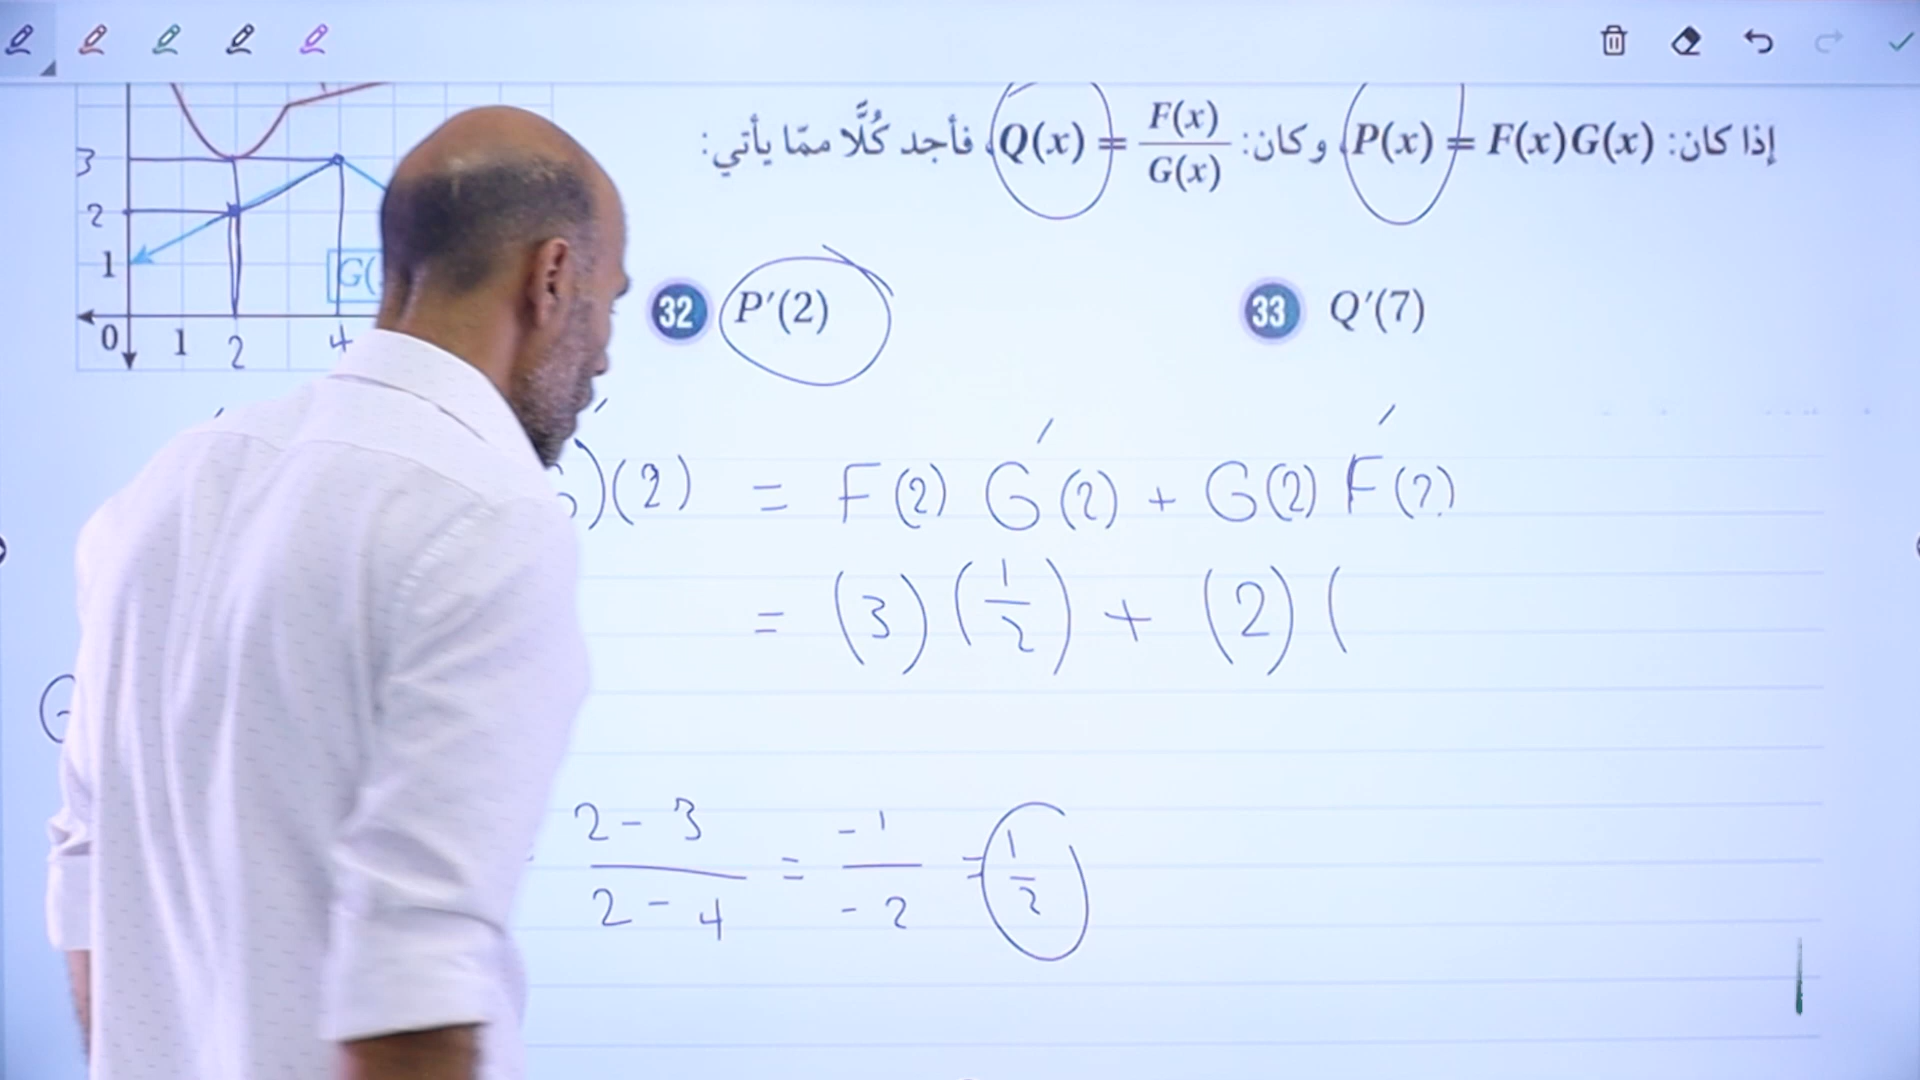 إذا كان: P(x) = F(x)G(x)، وكان: Q(x) = F(x)/G(x)، فأجد كُلًّا ممّا يأتي:
3
2
1
G(
0 1 2 4
32 P′(2)
33 Q′(7)
)(2) = F(2) G′(2) + G(2) F′(2)
= (3) (1/2) + (2) (
G
2 - 3 / 2 - 4 = -1 / -2 = 1/2